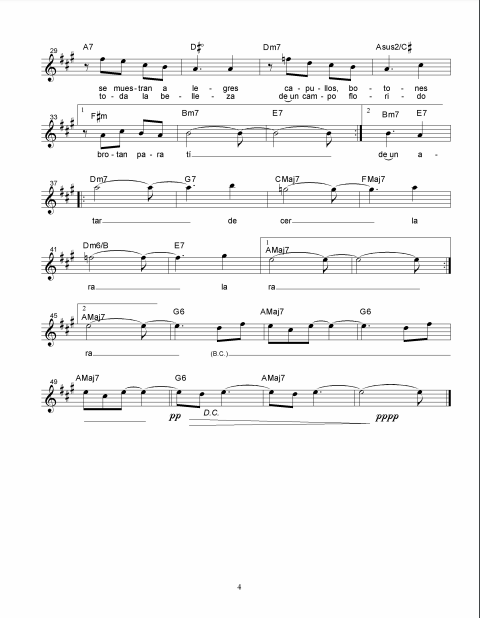 29 A7 D#º Dm7 Asus2/C#
se mues-tran a le-gres ca-pu-llos, bo-to-nes
to-da la be-lle-za de un cam-po flo-ri-do
33 1 F#m Bm7 E7 2 Bm7 E7
bro-tan pa-ra ti de un a-
37 Dm7 G7 CMaj7 FMaj7
tar de cer la
41 Dm6/B E7 1 AMaj7
ra la ra
45 2 AMaj7 G6 AMaj7 G6
ra (B.C.)
49 AMaj7 G6 AMaj7
pp D.C. pppp
4